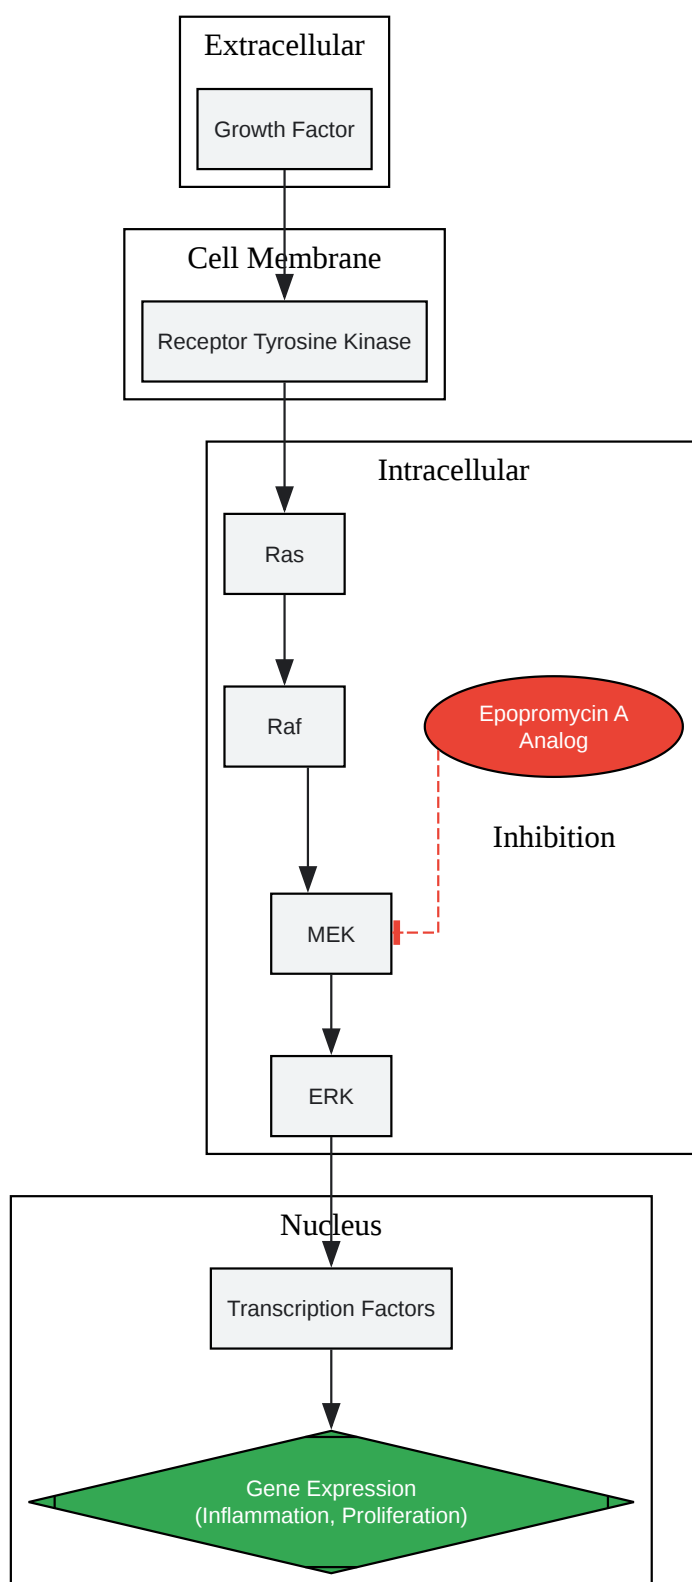 Extracellular
Growth Factor
Cell Membrane
Receptor Tyrosine Kinase
Intracellular
Ras
Raf
Epopromycin A
Analog
Inhibition
MEK
ERK
Nucleus
Transcription Factors
Gene Expression
(Inflammation, Proliferation)